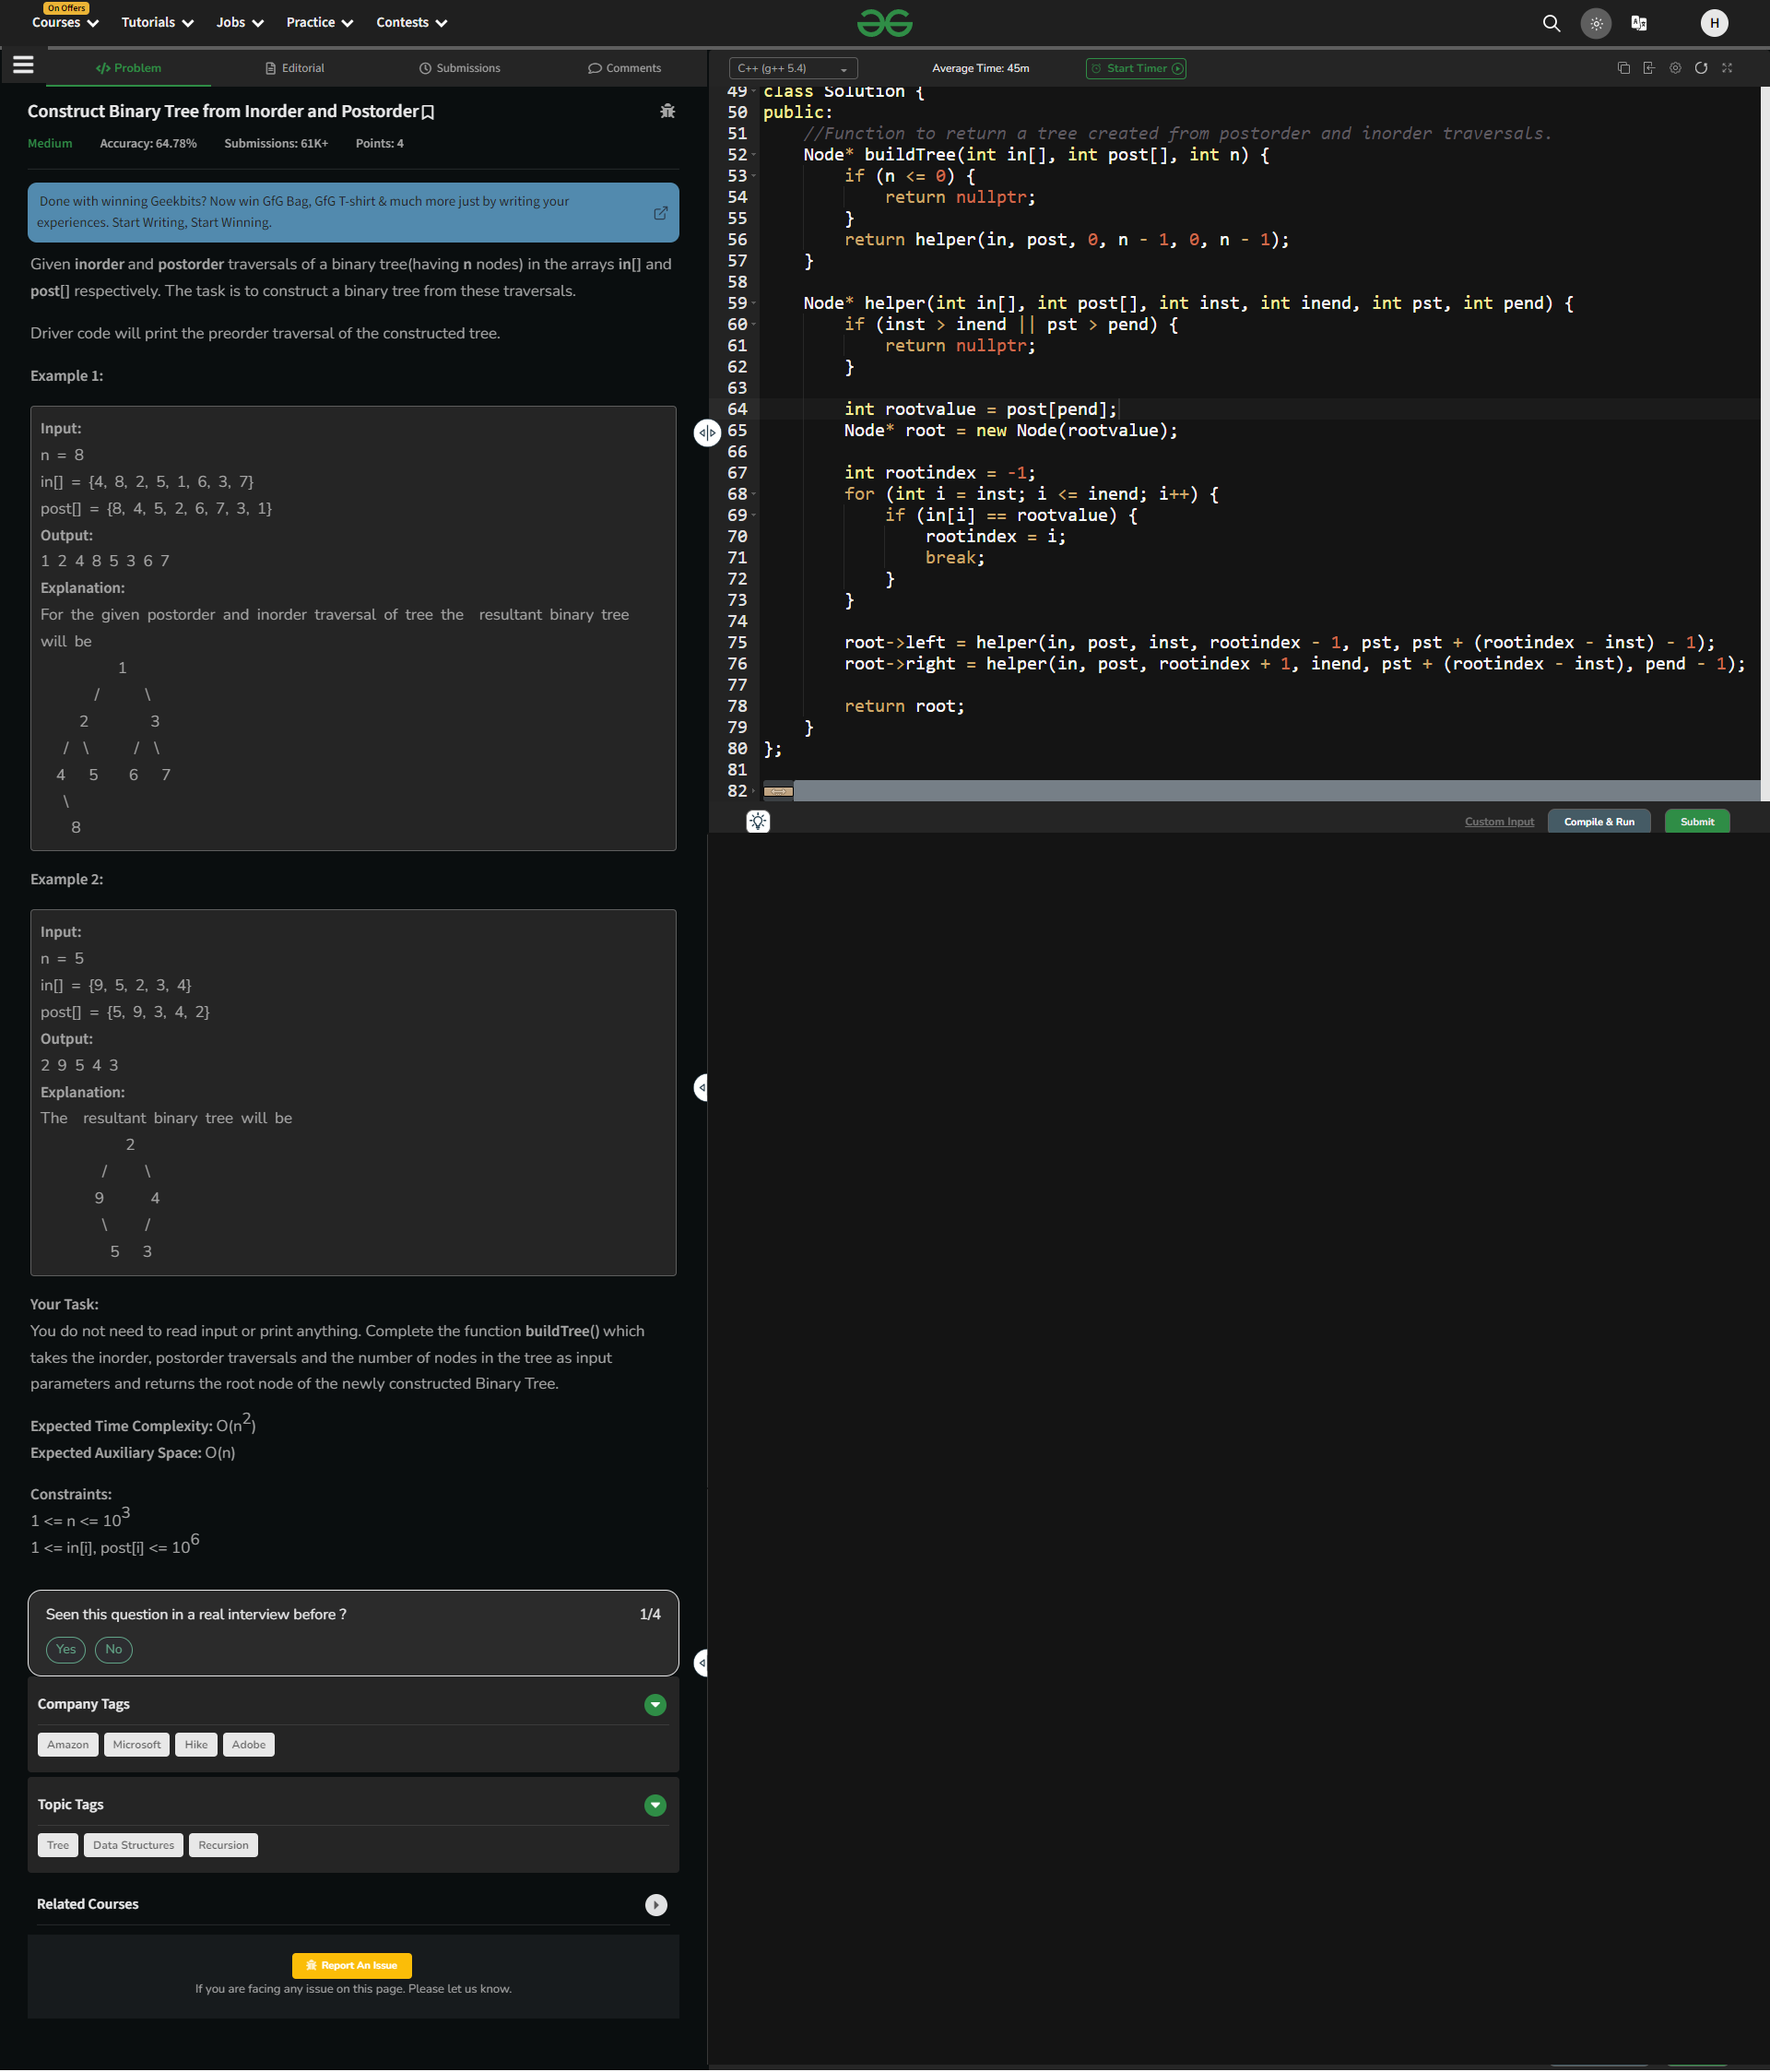 On Offers
Courses Tutorials Jobs Practice Contests
H
</> Problem Editorial Submissions Comments
Construct Binary Tree from Inorder and Postorder
Medium Accuracy: 64.78% Submissions: 61K+ Points: 4
Done with winning Geekbits? Now win GfG Bag, GfG T-shirt & much more just by writing your
experiences. Start Writing, Start Winning.
Given inorder and postorder traversals of a binary tree(having n nodes) in the arrays in[] and
post[] respectively. The task is to construct a binary tree from these traversals.
Driver code will print the preorder traversal of the constructed tree.
Example 1:
Input:
n = 8
in[] = {4, 8, 2, 5, 1, 6, 3, 7}
post[] = {8, 4, 5, 2, 6, 7, 3, 1}
Output:
1 2 4 8 5 3 6 7
Explanation:
For the given postorder and inorder traversal of tree the resultant binary tree
will be
1
/ \
2 3
/ \ / \
4 5 6 7
\
8
Example 2:
Input:
n = 5
in[] = {9, 5, 2, 3, 4}
post[] = {5, 9, 3, 4, 2}
Output:
2 9 5 4 3
Explanation:
The resultant binary tree will be
2
/ \
9 4
\ /
5 3
Your Task:
You do not need to read input or print anything. Complete the function buildTree() which
takes the inorder, postorder traversals and the number of nodes in the tree as input
parameters and returns the root node of the newly constructed Binary Tree.
Expected Time Complexity: O(n²)
Expected Auxiliary Space: O(n)
Constraints:
1 <= n <= 10³
1 <= in[i], post[i] <= 10⁶
Seen this question in a real interview before ? 1/4
Yes No
Company Tags
Amazon Microsoft Hike Adobe
Topic Tags
Tree Data Structures Recursion
Related Courses
Report An Issue
If you are facing any issue on this page. Please let us know.
C++ (g++ 5.4) Average Time: 45m Start Timer
49 class Solution {
50 public:
51 //Function to return a tree created from postorder and inorder traversals.
52 Node* buildTree(int in[], int post[], int n) {
53 if (n <= 0) {
54 return nullptr;
55 }
56 return helper(in, post, 0, n - 1, 0, n - 1);
57 }
58
59 Node* helper(int in[], int post[], int inst, int inend, int pst, int pend) {
60 if (inst > inend || pst > pend) {
61 return nullptr;
62 }
63
64 int rootvalue = post[pend];
65 Node* root = new Node(rootvalue);
66
67 int rootindex = -1;
68 for (int i = inst; i <= inend; i++) {
69 if (in[i] == rootvalue) {
70 rootindex = i;
71 break;
72 }
73 }
74
75 root->left = helper(in, post, inst, rootindex - 1, pst, pst + (rootindex - inst) - 1);
76 root->right = helper(in, post, rootindex + 1, inend, pst + (rootindex - inst), pend - 1);
77
78 return root;
79 }
80 };
81
82
Custom Input Compile & Run Submit